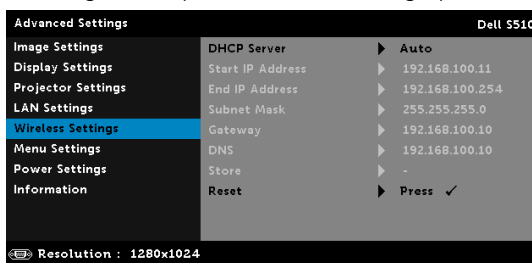 Advanced Settings Dell S510
Image Settings DHCP Server Auto
Display Settings Start IP Address 192.168.100.11
Projector Settings End IP Address 192.168.100.254
LAN Settings Subnet Mask 255.255.255.0
Wireless Settings Gateway 192.168.100.10
Menu Settings DNS 192.168.100.10
Power Settings Store -
Information Reset Press ✓
Resolution : 1280x1024